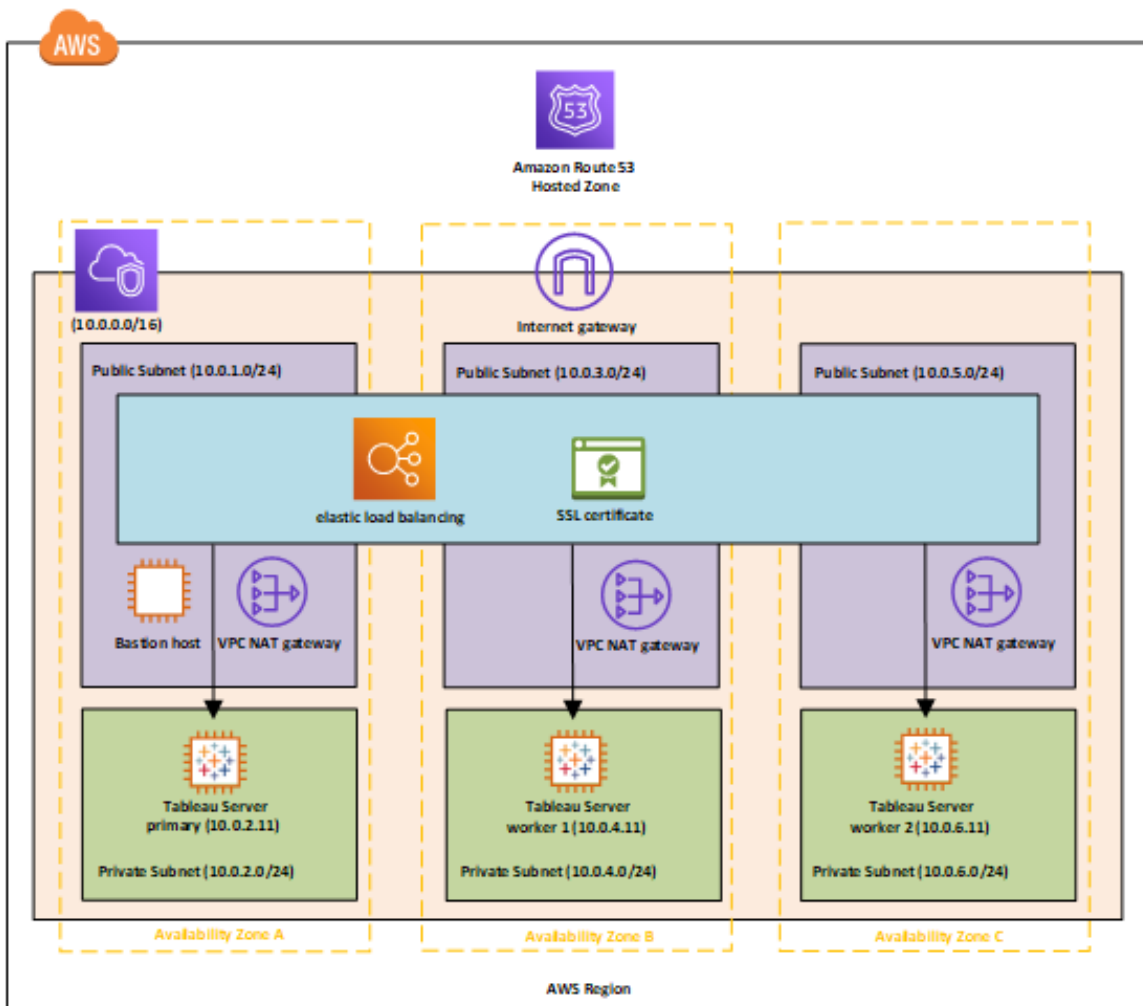 AWS
53
Amazon Route 53
Hosted Zone
(10.0.0.0/16)
Internet gateway
Public Subnet (10.0.1.0/24)
Public Subnet (10.0.3.0/24)
Public Subnet (10.0.5.0/24)
elastic load balancing
SSL certificate
Bastion host
VPC NAT gateway
VPC NAT gateway
VPC NAT gateway
Tableau Server
primary (10.0.2.11)
Private Subnet (10.0.2.0/24)
Tableau Server
worker 1 (10.0.4.11)
Private Subnet (10.0.4.0/24)
Tableau Server
worker 2 (10.0.6.11)
Private Subnet (10.0.6.0/24)
Availability Zone A
Availability Zone B
Availability Zone C
AWS Region